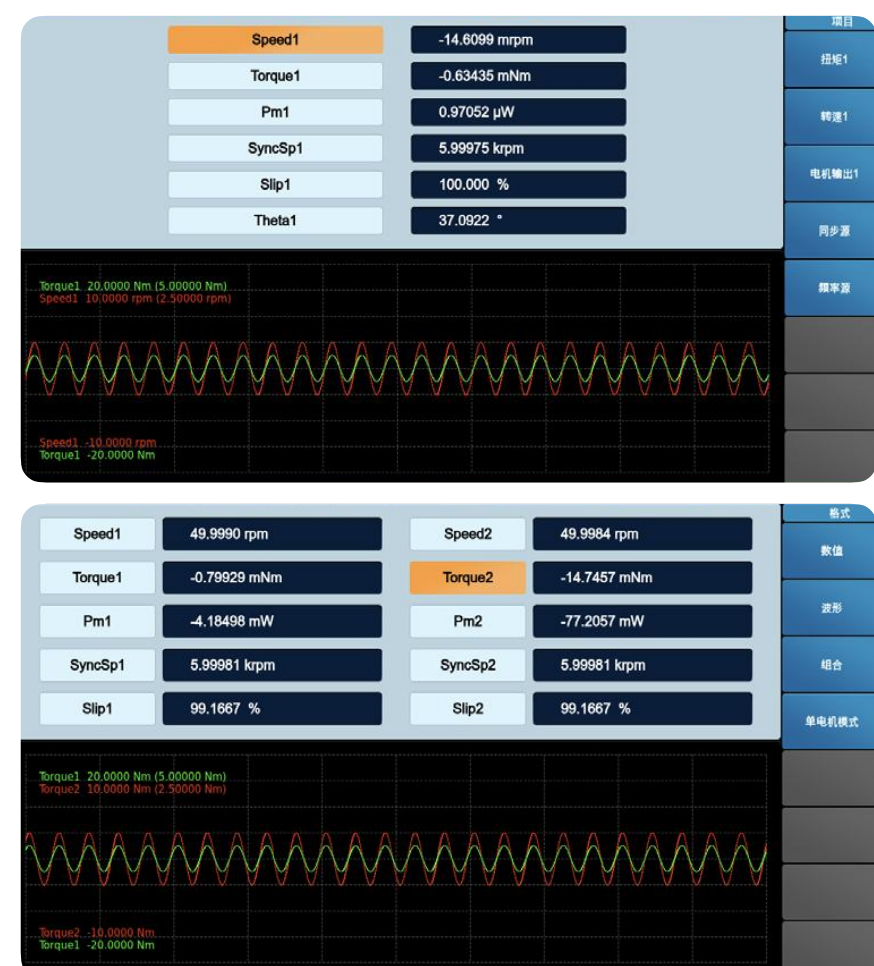 项目
Speed1 -14.6099 mrpm
扭矩1
Torque1 -0.63435 mNm
Pm1 0.97052 µW
转速1
SyncSp1 5.99975 krpm
电机输出1
Slip1 100.000 %
Theta1 37.0922 °
同步源
频率源
Torque1 20.0000 Nm (5.00000 Nm)
Speed1 10.0000 rpm (2.50000 rpm)
Speed1 -10.0000 rpm
Torque1 -20.0000 Nm
格式
Speed1 49.9990 rpm Speed2 49.9984 rpm
数值
Torque1 -0.79929 mNm Torque2 -14.7457 mNm
波形
Pm1 -4.18498 mW Pm2 -77.2057 mW
SyncSp1 5.99981 krpm SyncSp2 5.99981 krpm
组合
Slip1 99.1667 % Slip2 99.1667 %
单电机模式
Torque1 20.0000 Nm (5.00000 Nm)
Torque2 10.0000 Nm (2.50000 Nm)
Torque2 -10.0000 Nm
Torque1 -20.0000 Nm